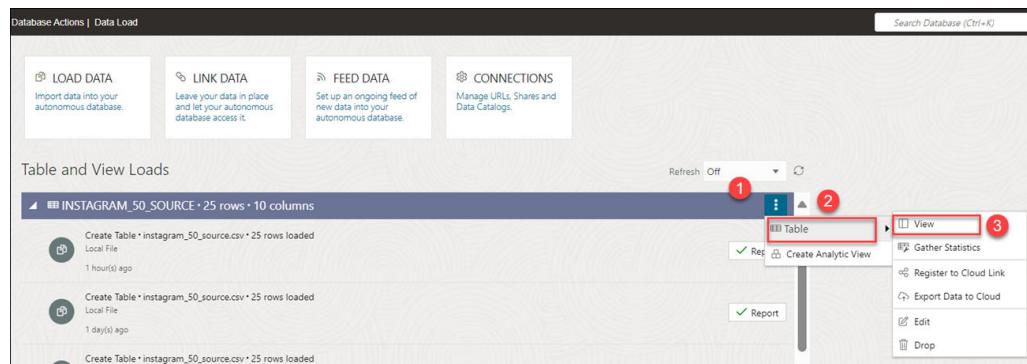 Database Actions | Data Load
Search Database (Ctrl+K)
LOAD DATA
Import data into your
autonomous database.
LINK DATA
Leave your data in place
and let your autonomous
database access it.
FEED DATA
Set up an ongoing feed of
new data into your
autonomous database.
CONNECTIONS
Manage URLs, Shares and
Data Catalogs.
Table and View Loads
Refresh Off
1
INSTAGRAM_50_SOURCE • 25 rows • 10 columns
2
Table
Create Analytic View
3
View
Gather Statistics
Register to Cloud Link
Export Data to Cloud
Edit
Drop
Create Table • instagram_50_source.csv • 25 rows loaded
Local File
1 hour(s) ago
Rep
Create Table • instagram_50_source.csv • 25 rows loaded
Local File
1 day(s) ago
Report
Create Table • instagram_50_source.csv • 25 rows loaded